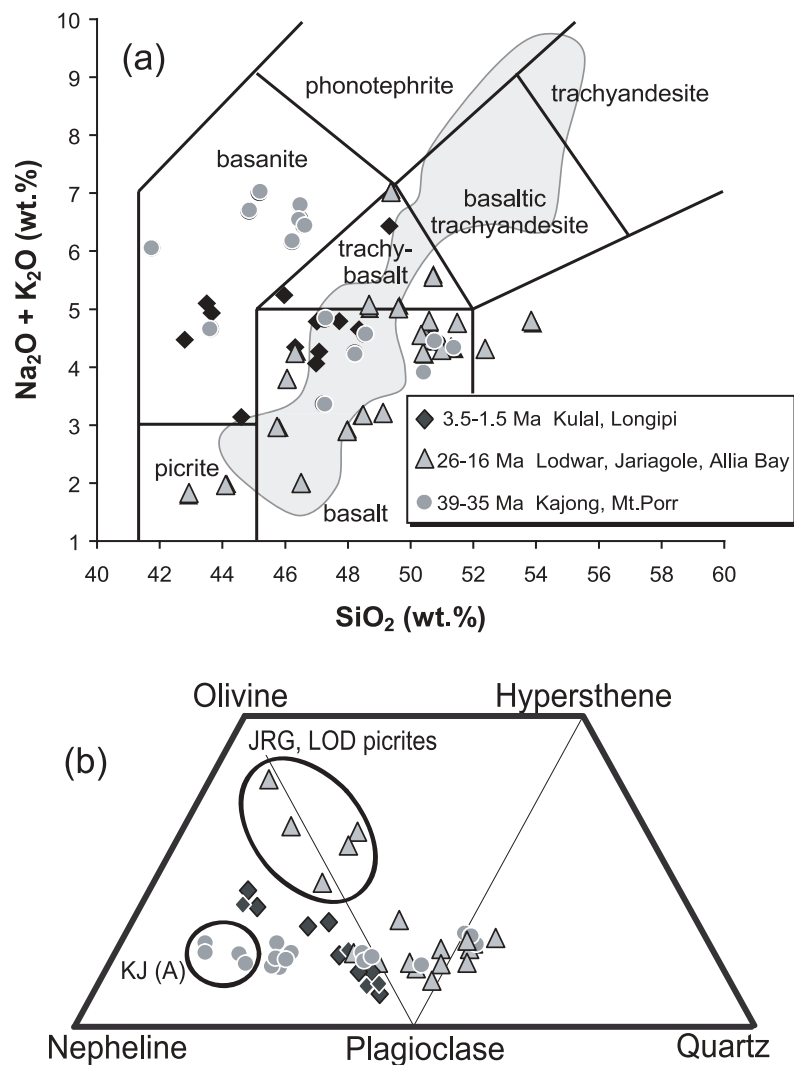 (a)
10
9
8
7
6
5
4
3
2
1
Na₂O + K₂O (wt.%)
phonotephrite
trachyandesite
basanite
basaltic
trachyandesite
trachy-
basalt
picrite
basalt
3.5-1.5 Ma Kulal, Longipi
26-16 Ma Lodwar, Jariagole, Allia Bay
39-35 Ma Kajong, Mt.Porr
40 42 44 46 48 50 52 54 56 58 60
SiO₂ (wt.%)
Olivine Hypersthene
(b)
JRG, LOD picrites
KJ (A)
Nepheline Plagioclase Quartz